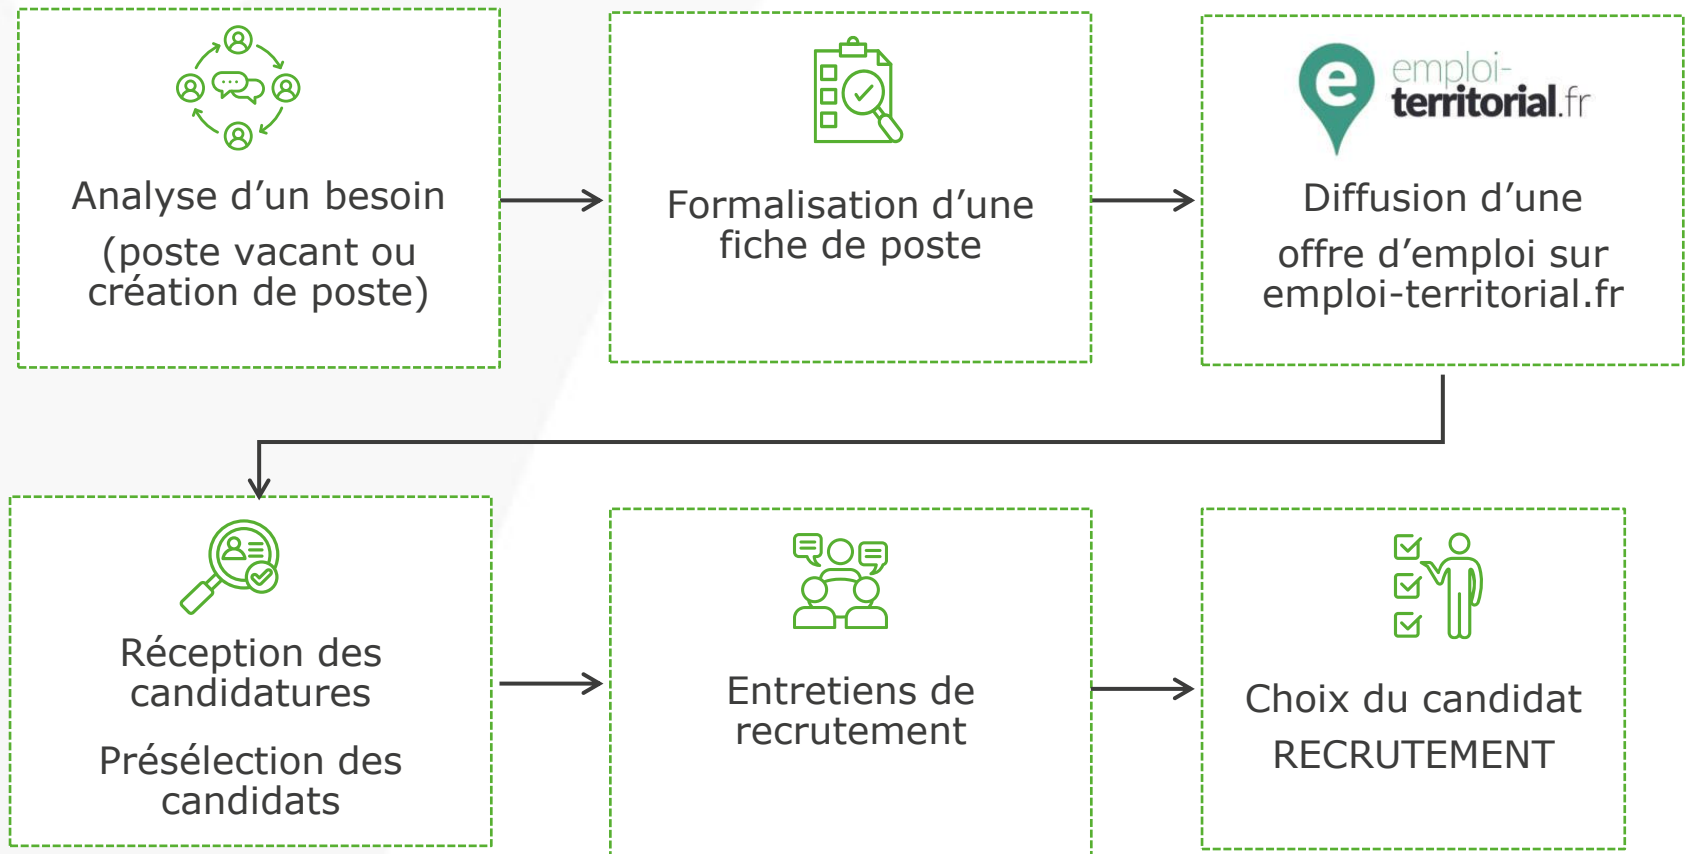 Analyse d’un besoin
(poste vacant ou
création de poste)
Formalisation d’une
fiche de poste
e
emploi-
territorial.fr
Diffusion d’une
offre d’emploi sur
emploi-territorial.fr
Réception des
candidatures
Présélection des
candidats
Entretiens de
recrutement
Choix du candidat
RECRUTEMENT